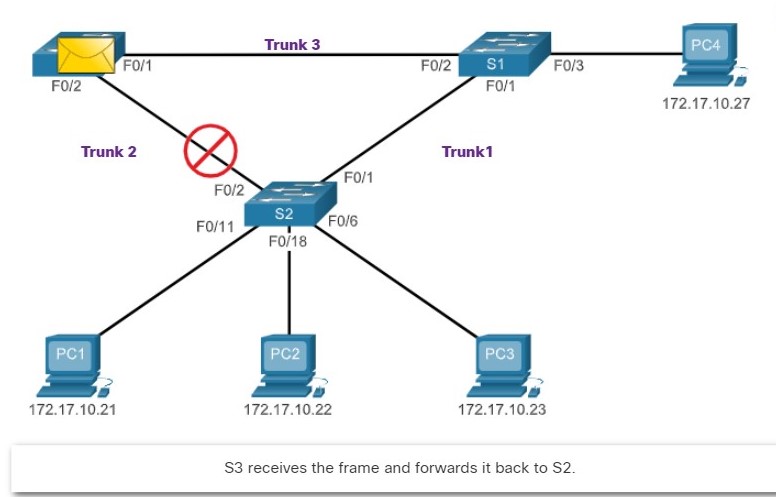 Trunk 3
PC4
F0/1
F0/2
S1
F0/3
F0/2
F0/1
172.17.10.27
Trunk 2
Trunk1
F0/2
F0/1
S2
F0/11
F0/6
F0/18
PC1
PC2
PC3
172.17.10.21
172.17.10.22
172.17.10.23
S3 receives the frame and forwards it back to S2.